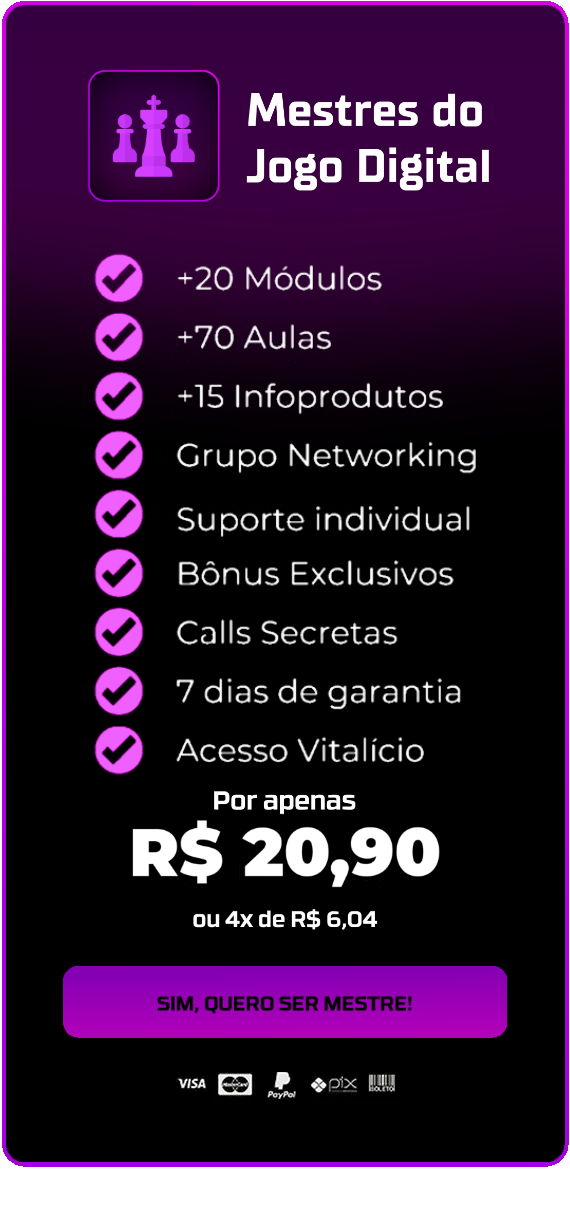 Mestres do
Jogo Digital
+20 Módulos
+70 Aulas
+15 Infoprodutos
Grupo Networking
Suporte individual
Bônus Exclusivos
Calls Secretas
7 dias de garantia
Acesso Vitalício
Por apenas
R$ 20,90
ou 4x de R$ 6,04
SIM, QUERO SER MESTRE!
VISA MasterCard PayPal pix BOLETO